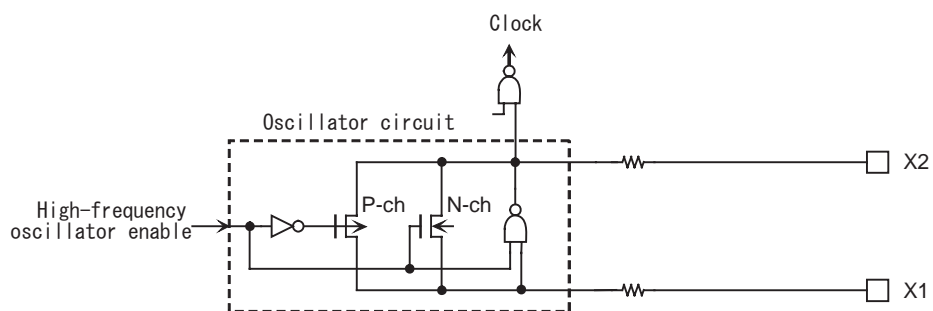 Clock
Oscillator circuit
X2
P-ch
N-ch
High-frequency
oscillator enable
X1